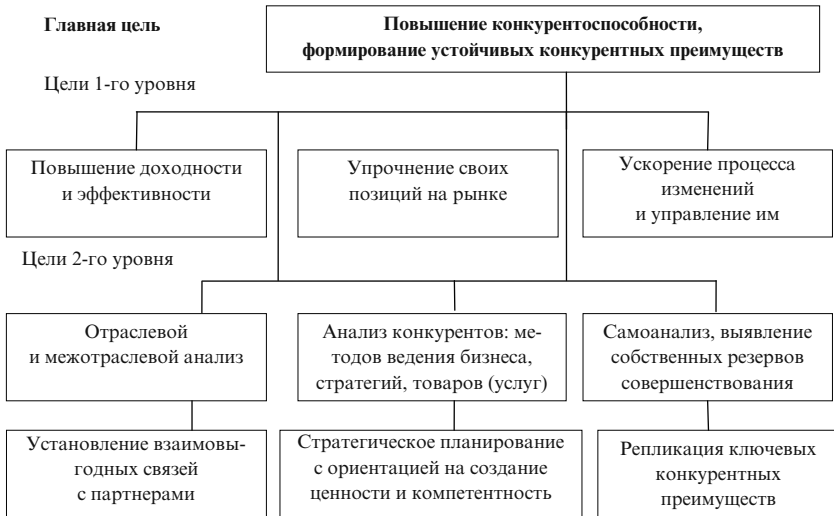 Главная цель
Повышение конкурентоспособности,
формирование устойчивых конкурентных преимуществ
Цели 1-го уровня
Повышение доходности
и эффективности
Упрочнение своих
позиций на рынке
Ускорение процесса
изменений
и управление им
Цели 2-го уровня
Отраслевой
и межотраслевой анализ
Анализ конкурентов: ме-
тодов ведения бизнеса,
стратегий, товаров (услуг)
Самоанализ, выявление
собственных резервов
совершенствования
Установление взаимовы-
годных связей
с партнерами
Стратегическое планирование
с ориентацией на создание
ценности и компетентность
Репликация ключевых
конкурентных
преимуществ